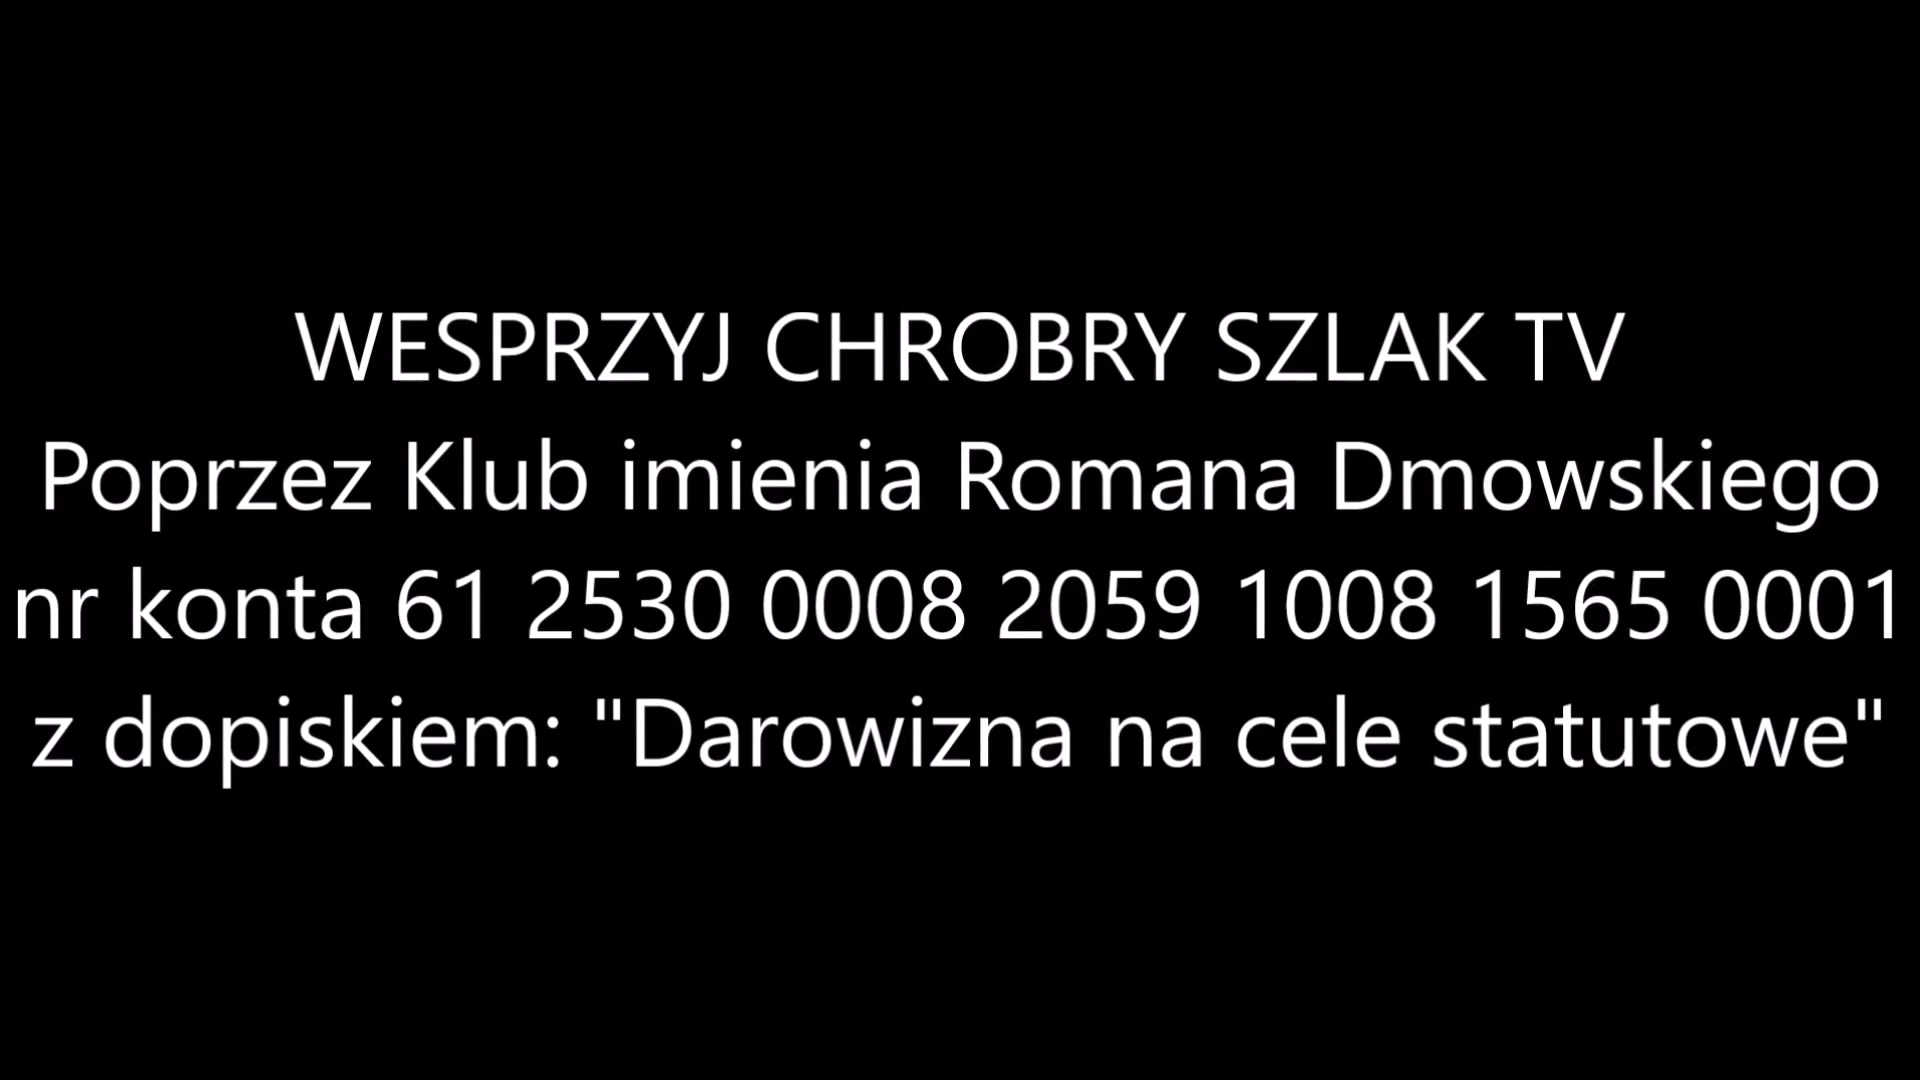 WESPRZYJ CHROBRY SZLAK TV
Poprzez Klub imienia Romana Dmowskiego
nr konta 61 2530 0008 2059 1008 1565 0001
z dopiskiem: "Darowizna na cele statutowe"